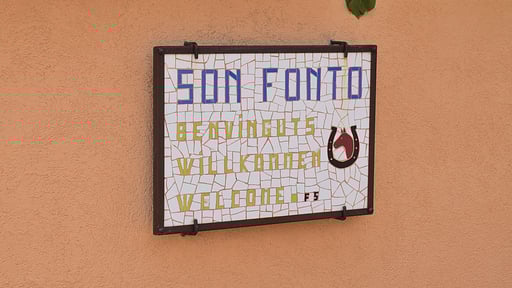 SON FONTO
BENVINGUTS
WILLKOMMEN
WELCOME FS